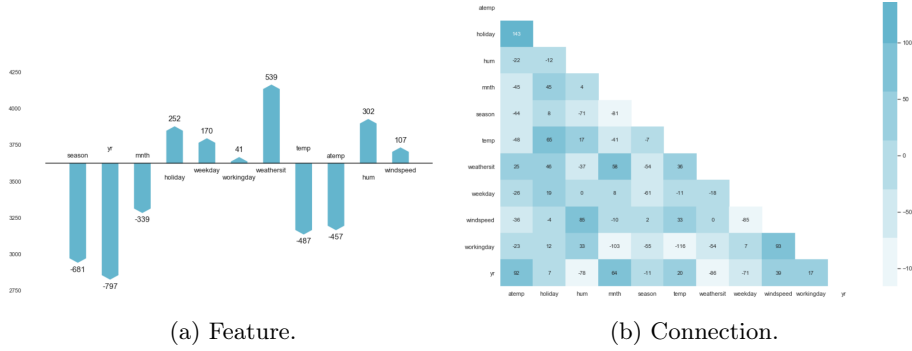 4250
4000
3750
3500
3250
3000
2750
539
302
252
170
107
41
season
yr
mnth
temp
atemp
holiday
weekday
workingday
weathersit
hum
windspeed
-339
-457
-487
-681
-797
(a) Feature.
atemp
holiday 143
hum -22 -12
mnth -45 45 4
season -44 8 -71 -81
temp 17 -41 -7
weathersit 25 46 -37 58 -54 36
weekday -26 19 0 8 -61 -11 -18
windspeed -36 -4 65 -10 2 33 0 -85
workingday -23 12 33 -103 -55 -116 -54 7 93
yr 92 7 -78 64 -11 20 -86 -71 39 17
atemp holiday hum mnth season temp weathersit weekday windspeed workingday yr
100
50
0
-50
-10
(b) Connection.